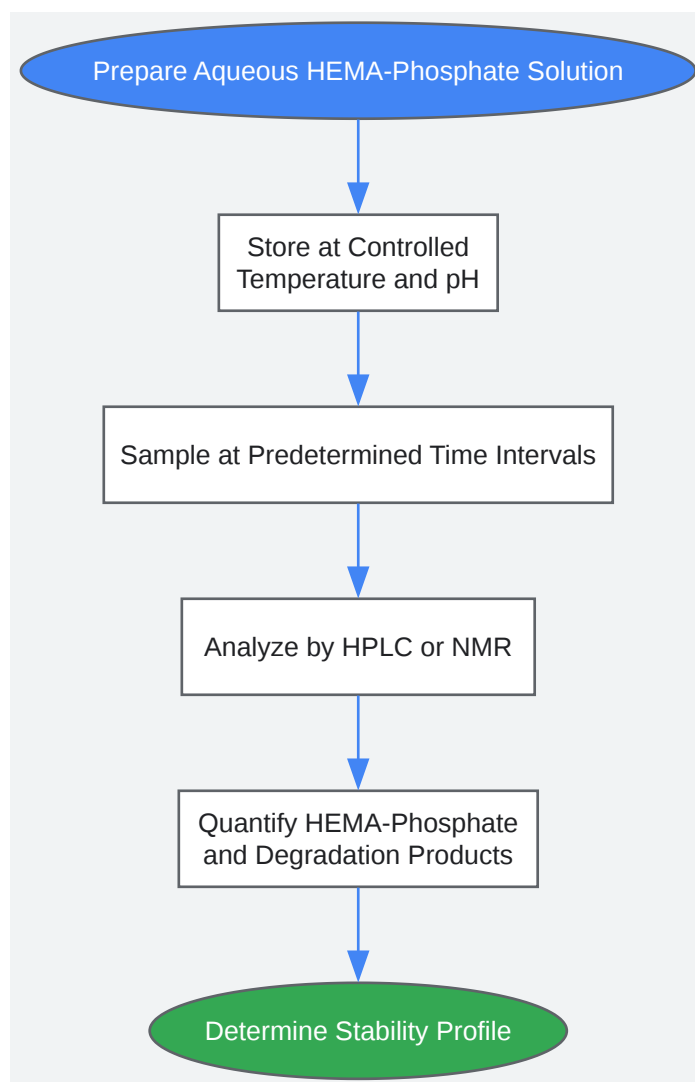 Prepare Aqueous HEMA-Phosphate Solution
Store at Controlled
Temperature and pH
Sample at Predetermined Time Intervals
Analyze by HPLC or NMR
Quantify HEMA-Phosphate
and Degradation Products
Determine Stability Profile